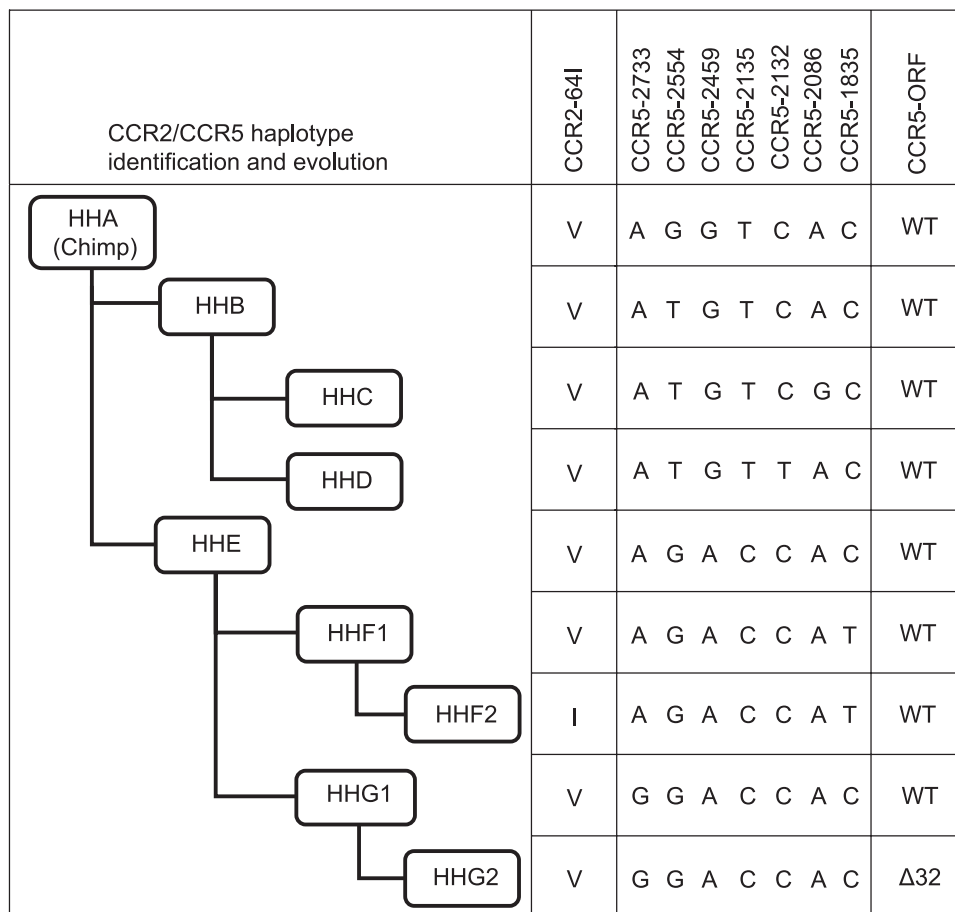 CCR2/CCR5 haplotype
identification and evolution
CCR2-64I
CCR5-2733
CCR5-2554
CCR5-2459
CCR5-2135
CCR5-2132
CCR5-2086
CCR5-1835
CCR5-ORF
HHA
(Chimp)
V A G G T C A C WT
HHB V A T G T C A C WT
HHC V A T G T C G C WT
HHD V A T G T T A C WT
HHE V A G A C C A C WT
HHF1 V A G A C C A T WT
HHF2 I A G A C C A T WT
HHG1 V G G A C C A C WT
HHG2 V G G A C C A C Δ32